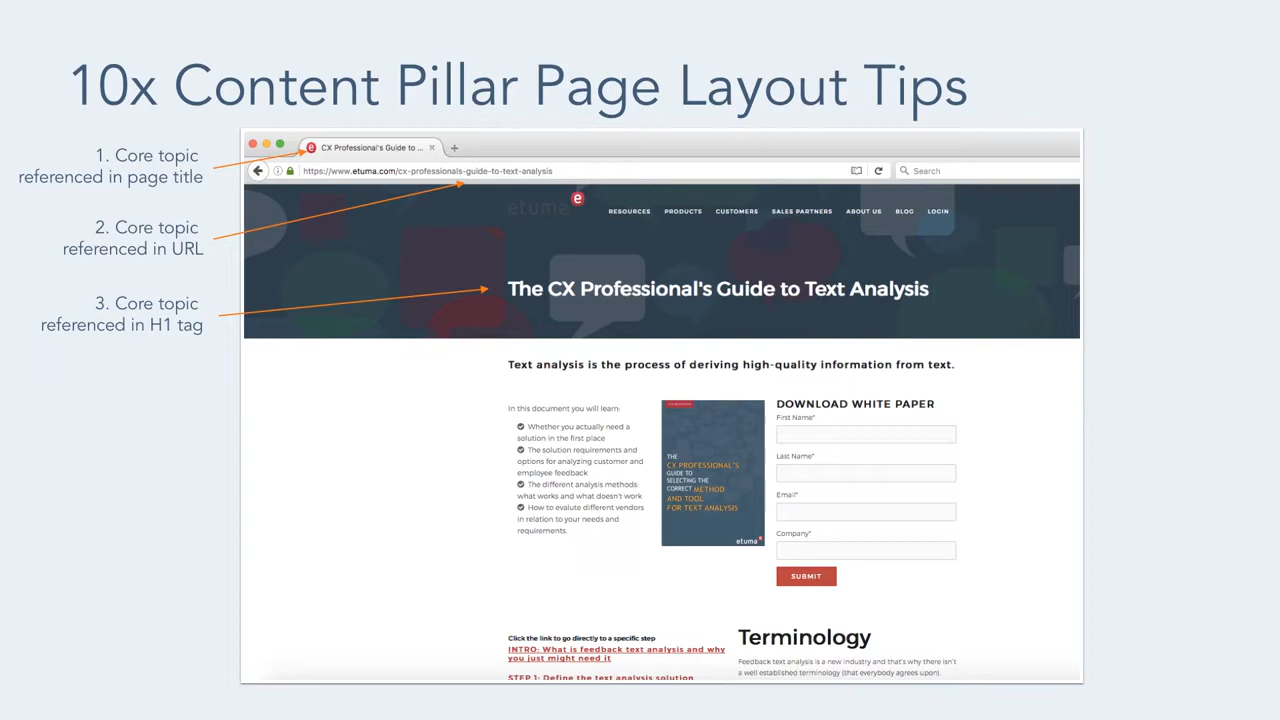 10x Content Pillar Page Layout Tips
1. Core topic
referenced in page title
2. Core topic
referenced in URL
3. Core topic
referenced in H1 tag
CX Professional's Guide to ...
https://www.etuma.com/cx-professionals-guide-to-text-analysis
Search
etuma e
RESOURCES PRODUCTS CUSTOMERS SALES PARTNERS ABOUT US BLOG LOGIN
The CX Professional's Guide to Text Analysis
Text analysis is the process of deriving high-quality information from text.
In this document you will learn:
Whether you actually need a
solution in the first place
The solution requirements and
options for analyzing customer and
employee feedback
The different analysis methods:
what works and what doesn't work
How to evalute different vendors
in relation to your needs and
requirements.
THE
CX PROFESSIONAL'S
GUIDE TO
SELECTING THE
CORRECT METHOD
AND TOOL
FOR TEXT ANALYSIS
etuma
DOWNLOAD WHITE PAPER
First Name*
Last Name*
Email*
Company*
SUBMIT
Click the link to go directly to a specific step
INTRO: What is feedback text analysis and why
you just might need it
STEP 1: Define the text analysis solution
Terminology
Feedback text analysis is a new industry and that's why there isn't
a well established terminology (that everybody agrees upon).